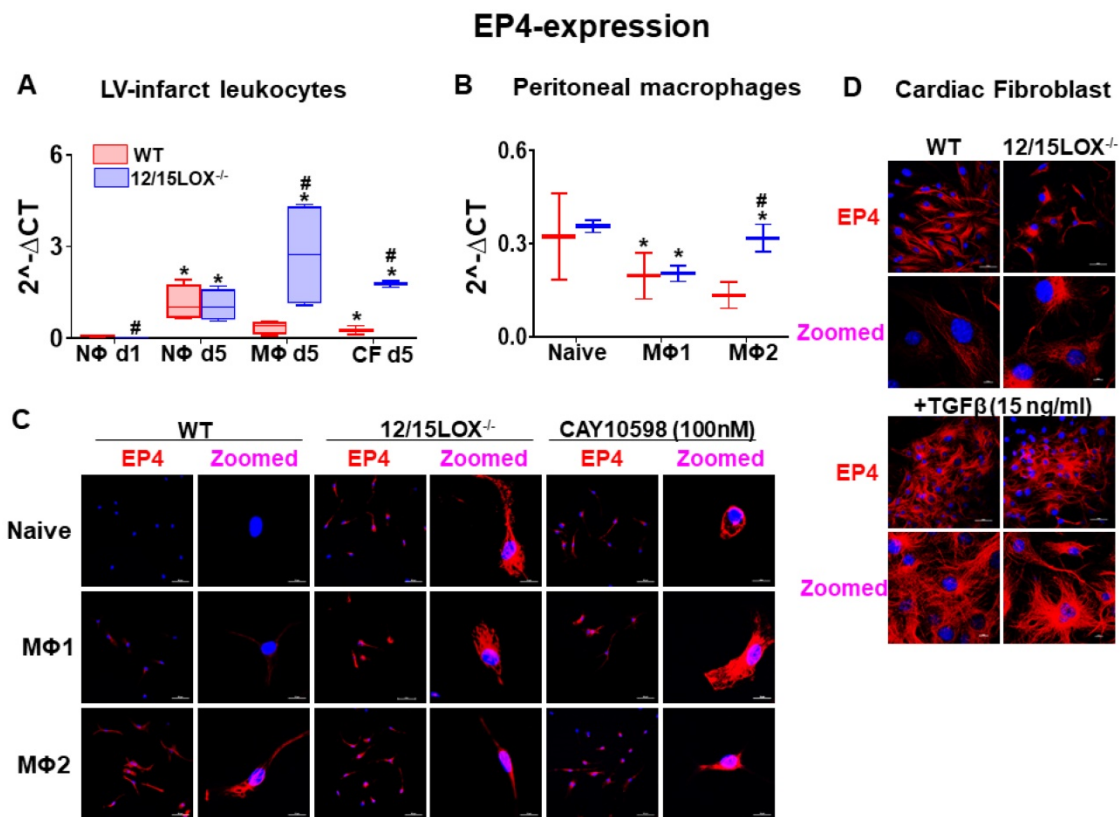 EP4-expression
A LV-infarct leukocytes
WT
12/15LOX-/-
2^-ΔCT
6
3
0
#
* *
#
*
*
#
*
NΦ d1 NΦ d5 MΦ d5 CF d5
B Peritoneal macrophages
2^-ΔCT
0.6
0.3
0.0
* *
#
*
Naive MΦ1 MΦ2
C
WT 12/15LOX-/- CAY10598 (100nM)
EP4 Zoomed EP4 Zoomed EP4 Zoomed
Naive
MΦ1
MΦ2
D Cardiac Fibroblast
WT 12/15LOX-/-
EP4
Zoomed
+TGFβ (15 ng/ml)
EP4
Zoomed